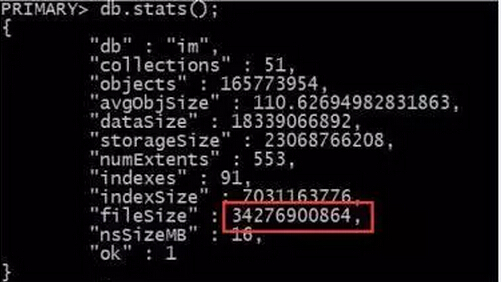 PRIMARY> db.stats();
{
"db" : "im",
"collections" : 51,
"objects" : 165773954,
"avgObjSize" : 110.62694982831863,
"dataSize" : 18339066892,
"storageSize" : 23068766208,
"numExtents" : 553,
"indexes" : 91,
"indexSize" : 7031163776,
"fileSize" : 34276900864,
"nsSizeMB" : 16,
"ok" : 1
}